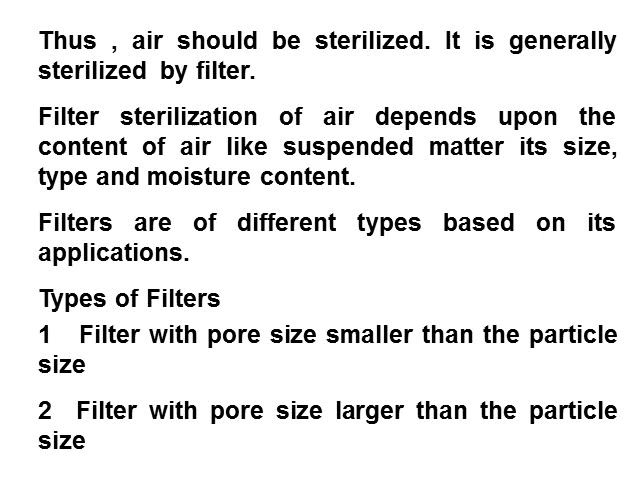 Thus , air should be sterilized. It is generally
sterilized by filter.
Filter sterilization of air depends upon the
content of air like suspended matter its size,
type and moisture content.
Filters are of different types based on its
applications.
Types of Filters
1 Filter with pore size smaller than the particle
size
2 Filter with pore size larger than the particle
size